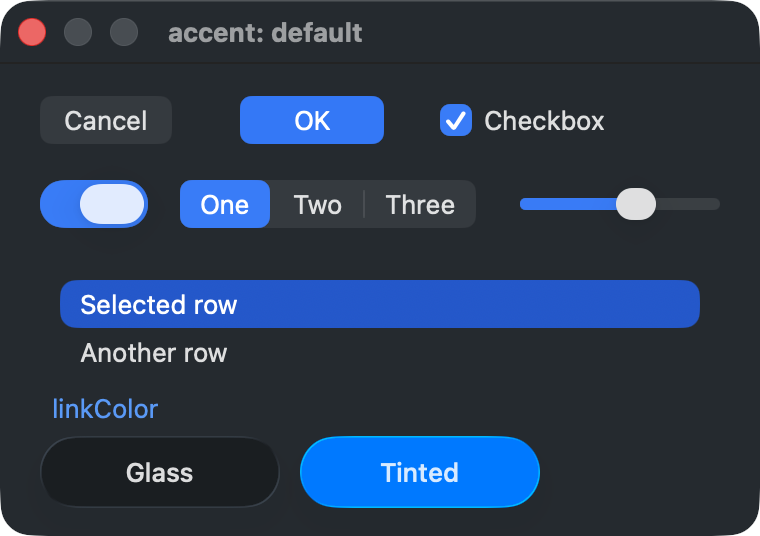 accent: default
Cancel OK Checkbox
One Two Three
Selected row
Another row
linkColor
Glass Tinted